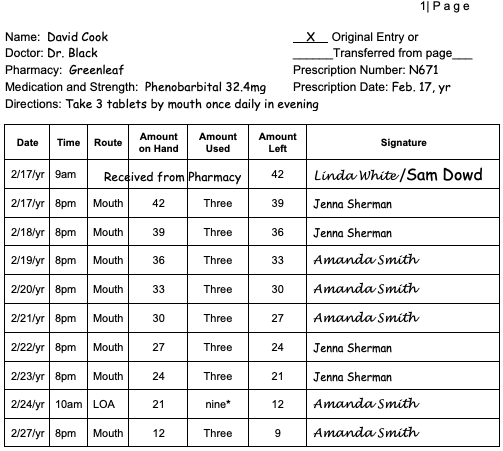 1| P a g e
Name: David Cook __X__ Original Entry or
Doctor: Dr. Black ______Transferred from page___
Pharmacy: Greenleaf Prescription Number: N671
Medication and Strength: Phenobarbital 32.4mg Prescription Date: Feb. 17, yr
Directions: Take 3 tablets by mouth once daily in evening
Date Time Route Amount on Hand Amount Used Amount Left Signature
2/17/yr 9am Received from Pharmacy 42 Linda White/Sam Dowd
2/17/yr 8pm Mouth 42 Three 39 Jenna Sherman
2/18/yr 8pm Mouth 39 Three 36 Jenna Sherman
2/19/yr 8pm Mouth 36 Three 33 Amanda Smith
2/20/yr 8pm Mouth 33 Three 30 Amanda Smith
2/21/yr 8pm Mouth 30 Three 27 Amanda Smith
2/22/yr 8pm Mouth 27 Three 24 Jenna Sherman
2/23/yr 8pm Mouth 24 Three 21 Jenna Sherman
2/24/yr 10am LOA 21 nine* 12 Amanda Smith
2/27/yr 8pm Mouth 12 Three 9 Amanda Smith